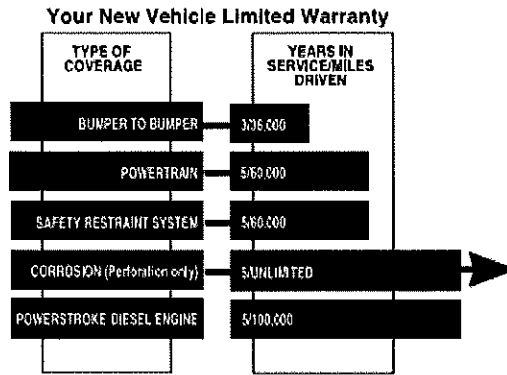 Your New Vehicle Limited Warranty
TYPE OF
COVERAGE
YEARS IN
SERVICE/MILES
DRIVEN
BUMPER TO BUMPER
3/36,000
POWERTRAIN
5/60,000
SAFETY RESTRAINT SYSTEM
5/60,000
CORROSION (Perforation only)
5/UNLIMITED
POWERSTROKE DIESEL ENGINE
5/100,000